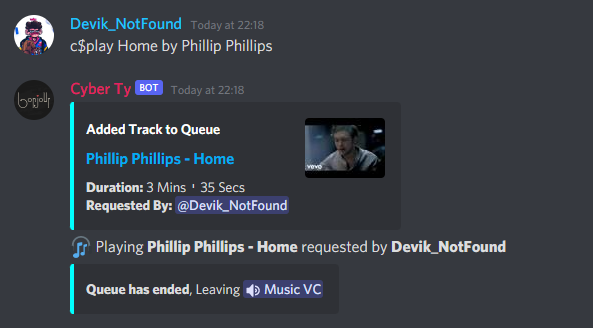 Devik_NotFound Today at 22:18
c$play Home by Phillip Phillips
Cyber Ty BOT Today at 22:18
Added Track to Queue
Phillip Phillips - Home
vevo
Duration: 3 Mins ' 35 Secs
Requested By: @Devik_NotFound
Playing Phillip Phillips - Home requested by Devik_NotFound
Queue has ended, Leaving Music VC